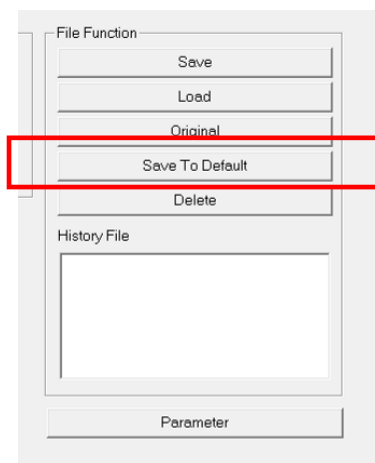 File Function
Save
Load
Original
Save To Default
Delete
History File
Parameter